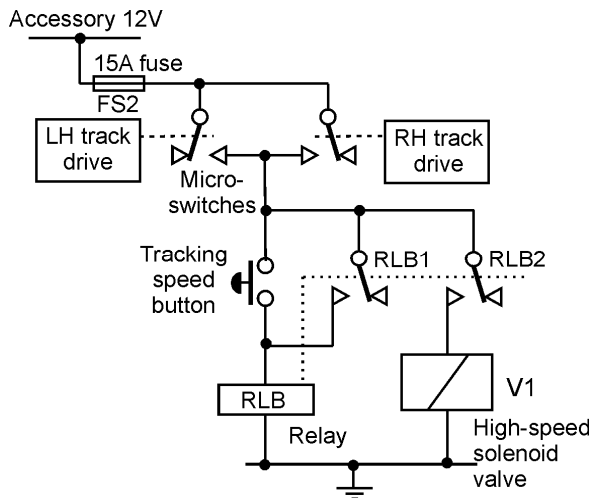 Accessory 12V
15A fuse
FS2
LH track
drive
RH track
drive
Micro-
switches
Tracking
speed
button
RLB1
RLB2
RLB
Relay
V1
High-speed
solenoid
valve